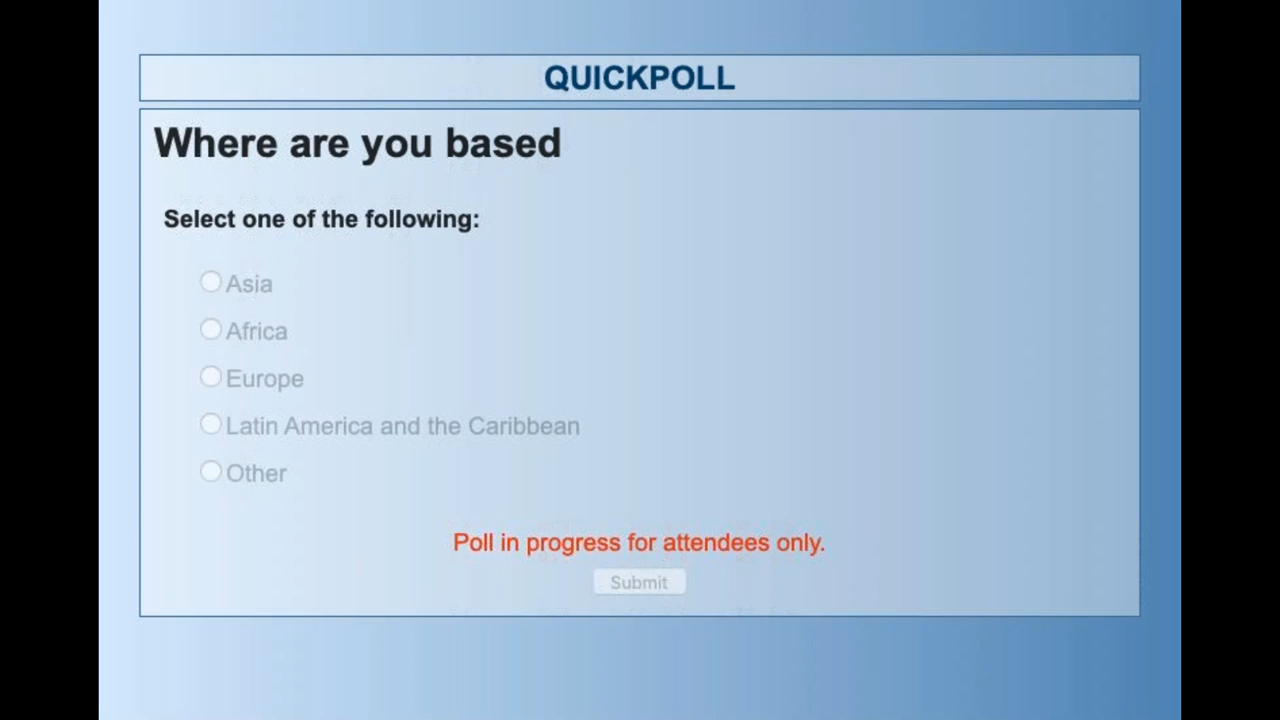 QUICKPOLL
Where are you based
Select one of the following:
Asia
Africa
Europe
Latin America and the Caribbean
Other
Poll in progress for attendees only.
Submit